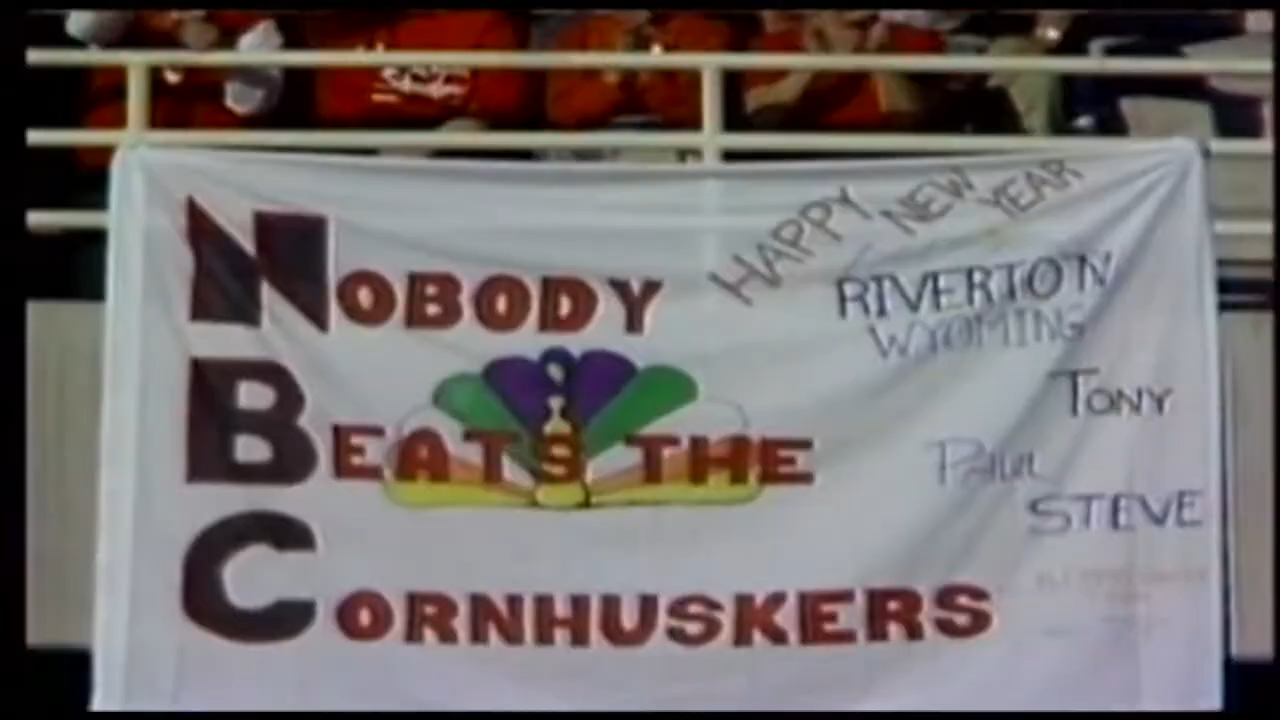 NOBODY
BEATS THE
CORNHUSKERS
HAPPY NEW YEAR
RIVERTON
WYOMING
TONY
PAUL
STEVE